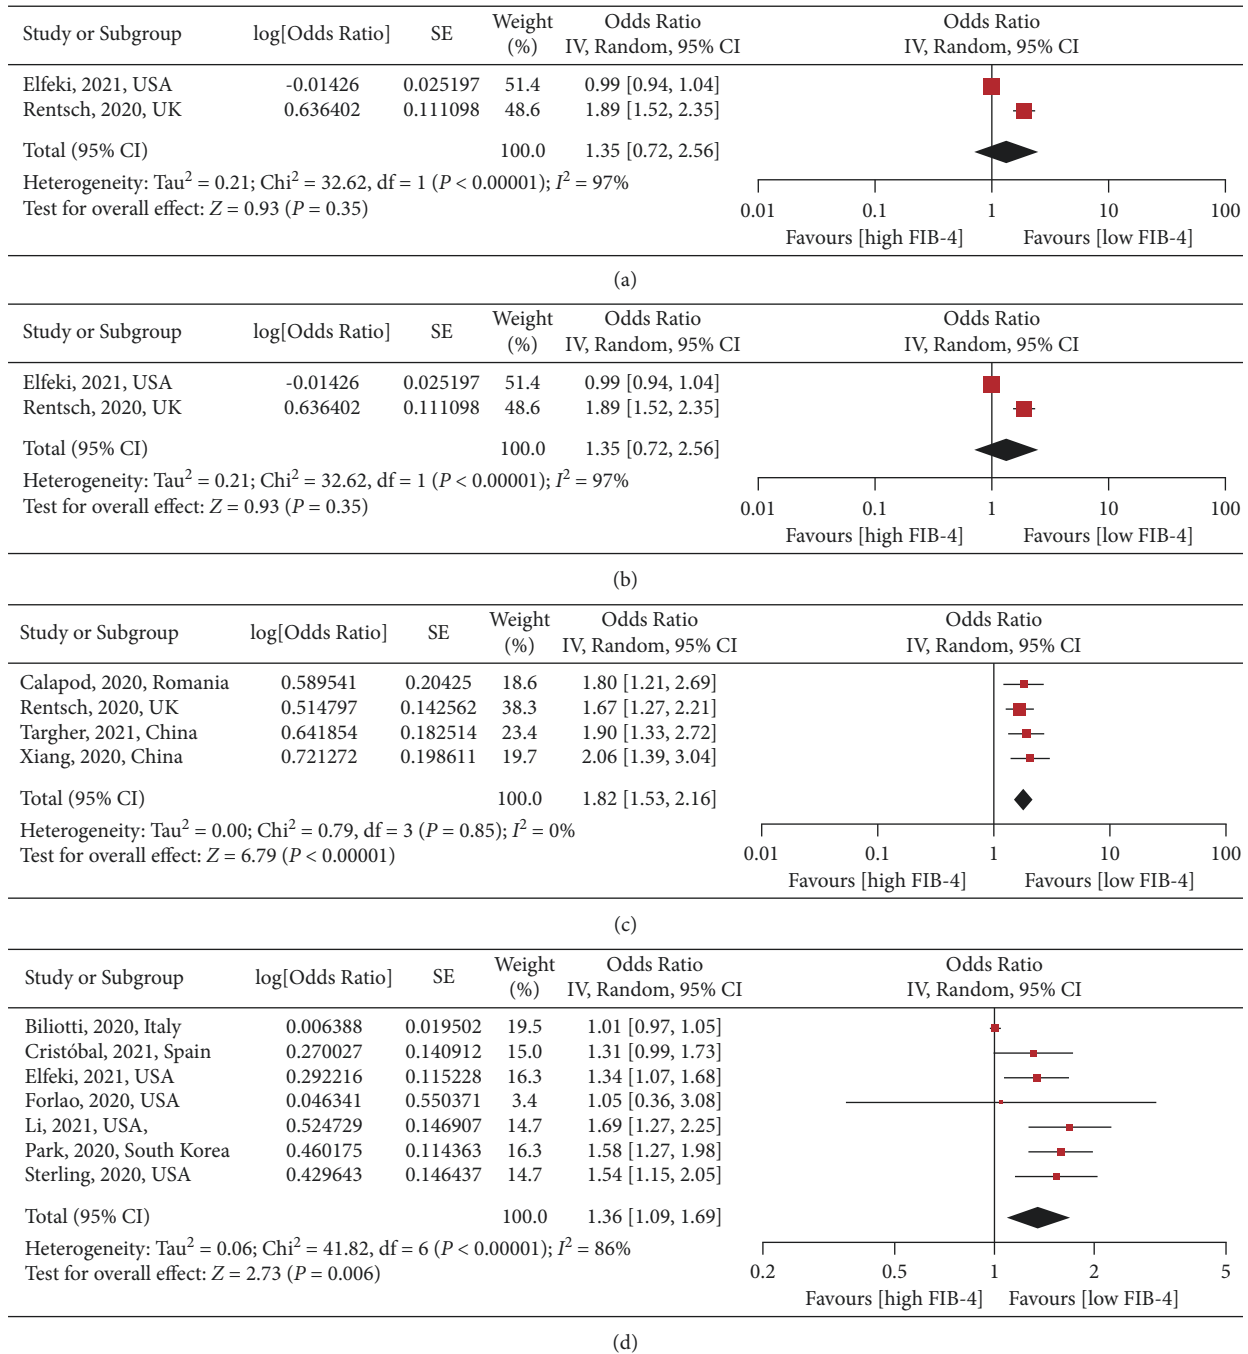 Study or Subgroup log[Odds Ratio] SE Weight (%) Odds Ratio IV, Random, 95% CI Odds Ratio IV, Random, 95% CI
Elfeki, 2021, USA -0.01426 0.025197 51.4 0.99 [0.94, 1.04]
Rentsch, 2020, UK 0.636402 0.111098 48.6 1.89 [1.52, 2.35]
Total (95% CI) 100.0 1.35 [0.72, 2.56]
Heterogeneity: Tau² = 0.21; Chi² = 32.62, df = 1 (P < 0.00001); I² = 97%
Test for overall effect: Z = 0.93 (P = 0.35)
0.01 0.1 1 10 100
Favours [high FIB-4] Favours [low FIB-4]
(a)
Study or Subgroup log[Odds Ratio] SE Weight (%) Odds Ratio IV, Random, 95% CI Odds Ratio IV, Random, 95% CI
Elfeki, 2021, USA -0.01426 0.025197 51.4 0.99 [0.94, 1.04]
Rentsch, 2020, UK 0.636402 0.111098 48.6 1.89 [1.52, 2.35]
Total (95% CI) 100.0 1.35 [0.72, 2.56]
Heterogeneity: Tau² = 0.21; Chi² = 32.62, df = 1 (P < 0.00001); I² = 97%
Test for overall effect: Z = 0.93 (P = 0.35)
0.01 0.1 1 10 100
Favours [high FIB-4] Favours [low FIB-4]
(b)
Study or Subgroup log[Odds Ratio] SE Weight (%) Odds Ratio IV, Random, 95% CI Odds Ratio IV, Random, 95% CI
Calapod, 2020, Romania 0.589541 0.20425 18.6 1.80 [1.21, 2.69]
Rentsch, 2020, UK 0.514797 0.142562 38.3 1.67 [1.27, 2.21]
Targher, 2021, China 0.641854 0.182514 23.4 1.90 [1.33, 2.72]
Xiang, 2020, China 0.721272 0.198611 19.7 2.06 [1.39, 3.04]
Total (95% CI) 100.0 1.82 [1.53, 2.16]
Heterogeneity: Tau² = 0.00; Chi² = 0.79, df = 3 (P = 0.85); I² = 0%
Test for overall effect: Z = 6.79 (P < 0.00001)
0.01 0.1 1 10 100
Favours [high FIB-4] Favours [low FIB-4]
(c)
Study or Subgroup log[Odds Ratio] SE Weight (%) Odds Ratio IV, Random, 95% CI Odds Ratio IV, Random, 95% CI
Biliotti, 2020, Italy 0.006388 0.019502 19.5 1.01 [0.97, 1.05]
Cristóbal, 2021, Spain 0.270027 0.140912 15.0 1.31 [0.99, 1.73]
Elfeki, 2021, USA 0.292216 0.115228 16.3 1.34 [1.07, 1.68]
Forlao, 2020, USA 0.046341 0.550371 3.4 1.05 [0.36, 3.08]
Li, 2021, USA, 0.524729 0.146907 14.7 1.69 [1.27, 2.25]
Park, 2020, South Korea 0.460175 0.114363 16.3 1.58 [1.27, 1.98]
Sterling, 2020, USA 0.429643 0.146437 14.7 1.54 [1.15, 2.05]
Total (95% CI) 100.0 1.36 [1.09, 1.69]
Heterogeneity: Tau² = 0.06; Chi² = 41.82, df = 6 (P < 0.00001); I² = 86%
Test for overall effect: Z = 2.73 (P = 0.006)
0.2 0.5 1 2 5
Favours [high FIB-4] Favours [low FIB-4]
(d)